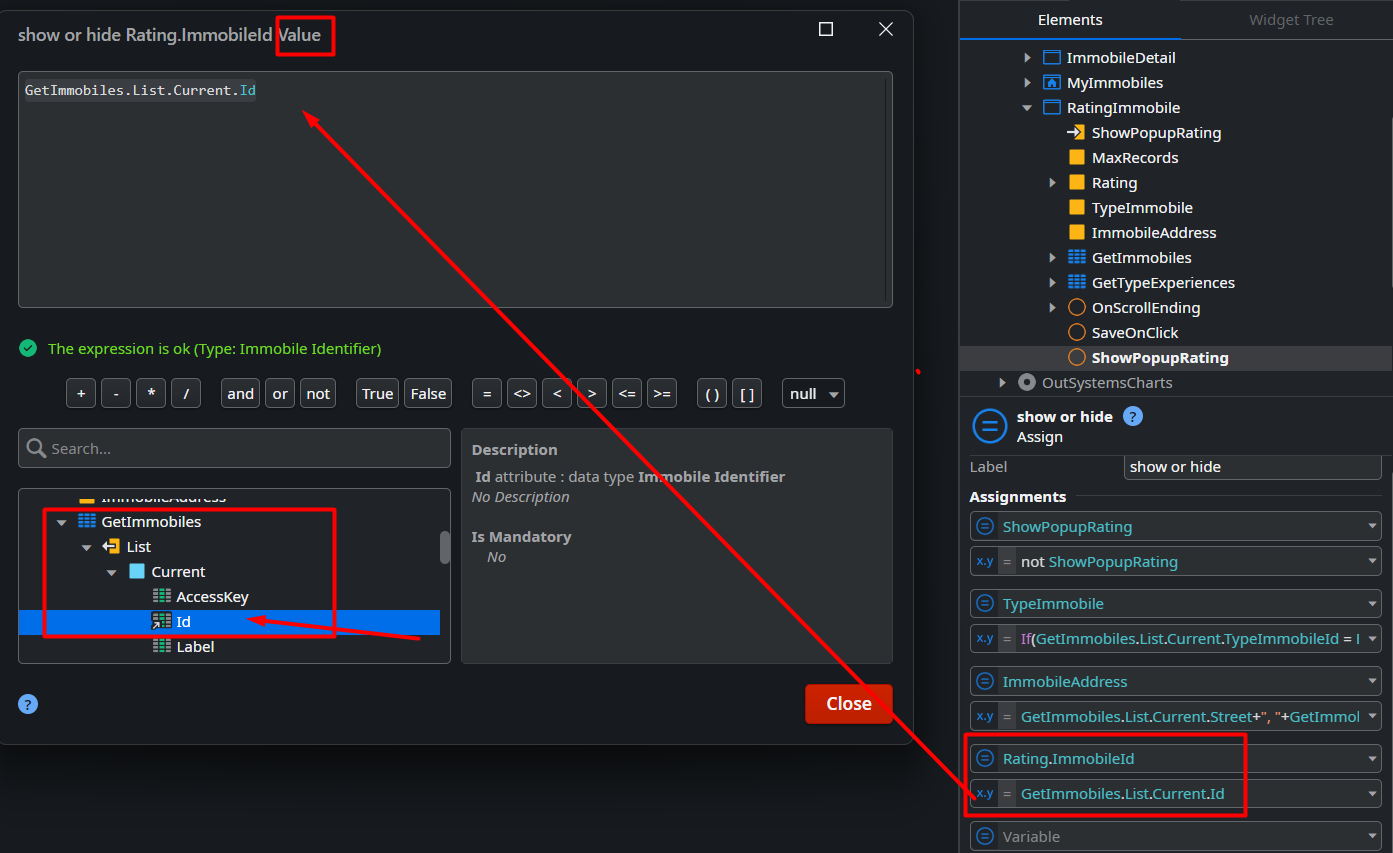 show or hide Rating.ImmobileId Value
GetImmobiles.List.Current.Id
The expression is ok (Type: Immobile Identifier)
+ - * / and or not True False = <> < > <= >= ( ) [ ] null
Search...
ImmobileAddress
GetImmobiles
List
Current
AccessKey
Id
Label
Description
Id attribute : data type Immobile Identifier
No Description
Is Mandatory
No
?
Close
Elements Widget Tree
ImmobileDetail
MyImmobiles
RatingImmobile
ShowPopupRating
MaxRecords
Rating
TypeImmobile
ImmobileAddress
GetImmobiles
GetTypeExperiences
OnScrollEnding
SaveOnClick
ShowPopupRating
OutSystemsCharts
show or hide ?
Assign
Label show or hide
Assignments
ShowPopupRating
x.y = not ShowPopupRating
TypeImmobile
x.y = If(GetImmobiles.List.Current.TypeImmobileId =
ImmobileAddress
x.y = GetImmobiles.List.Current.Street+", "+GetImmol
Rating.ImmobileId
x.y = GetImmobiles.List.Current.Id
Variable